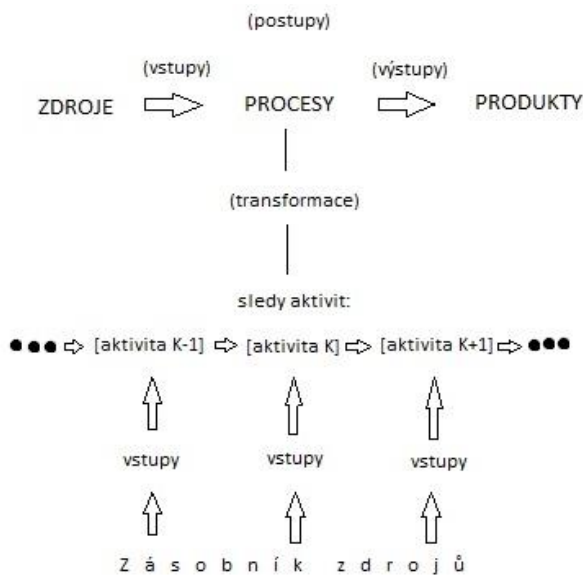 (postupy)
(vstupy) (výstupy)
ZDROJE PROCESY PRODUKTY
(transformace)
sledy aktivit:
[aktivita K-1] [aktivita K] [aktivita K+1]
vstupy vstupy vstupy
Z á s o b n í k z d r o j ů